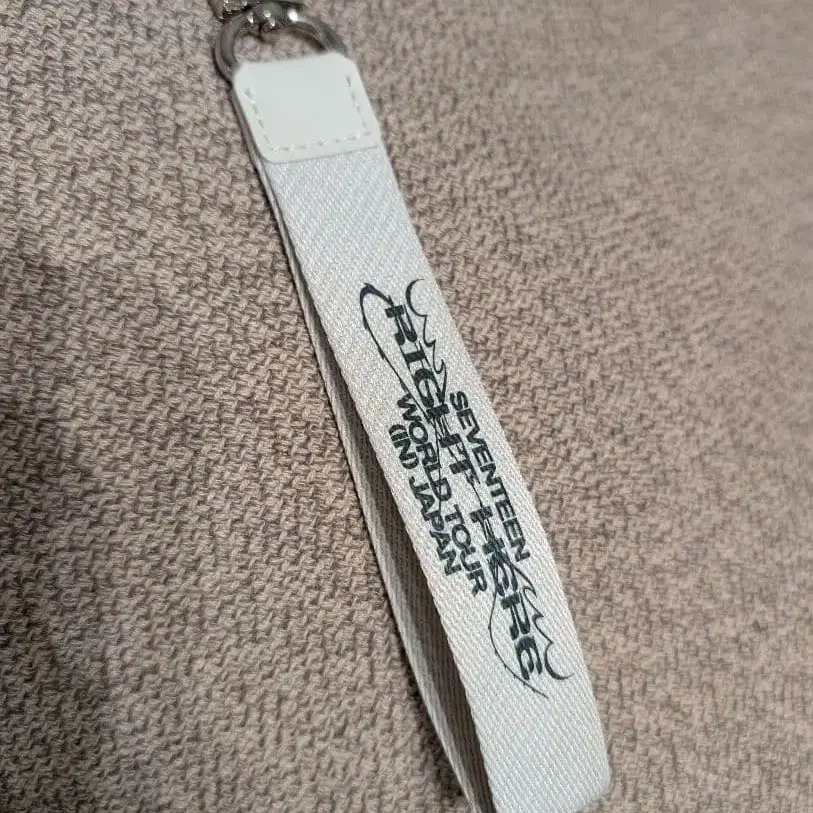 SEVENTEEN
RIGHT HERE
WORLD TOUR
(IN) JAPAN